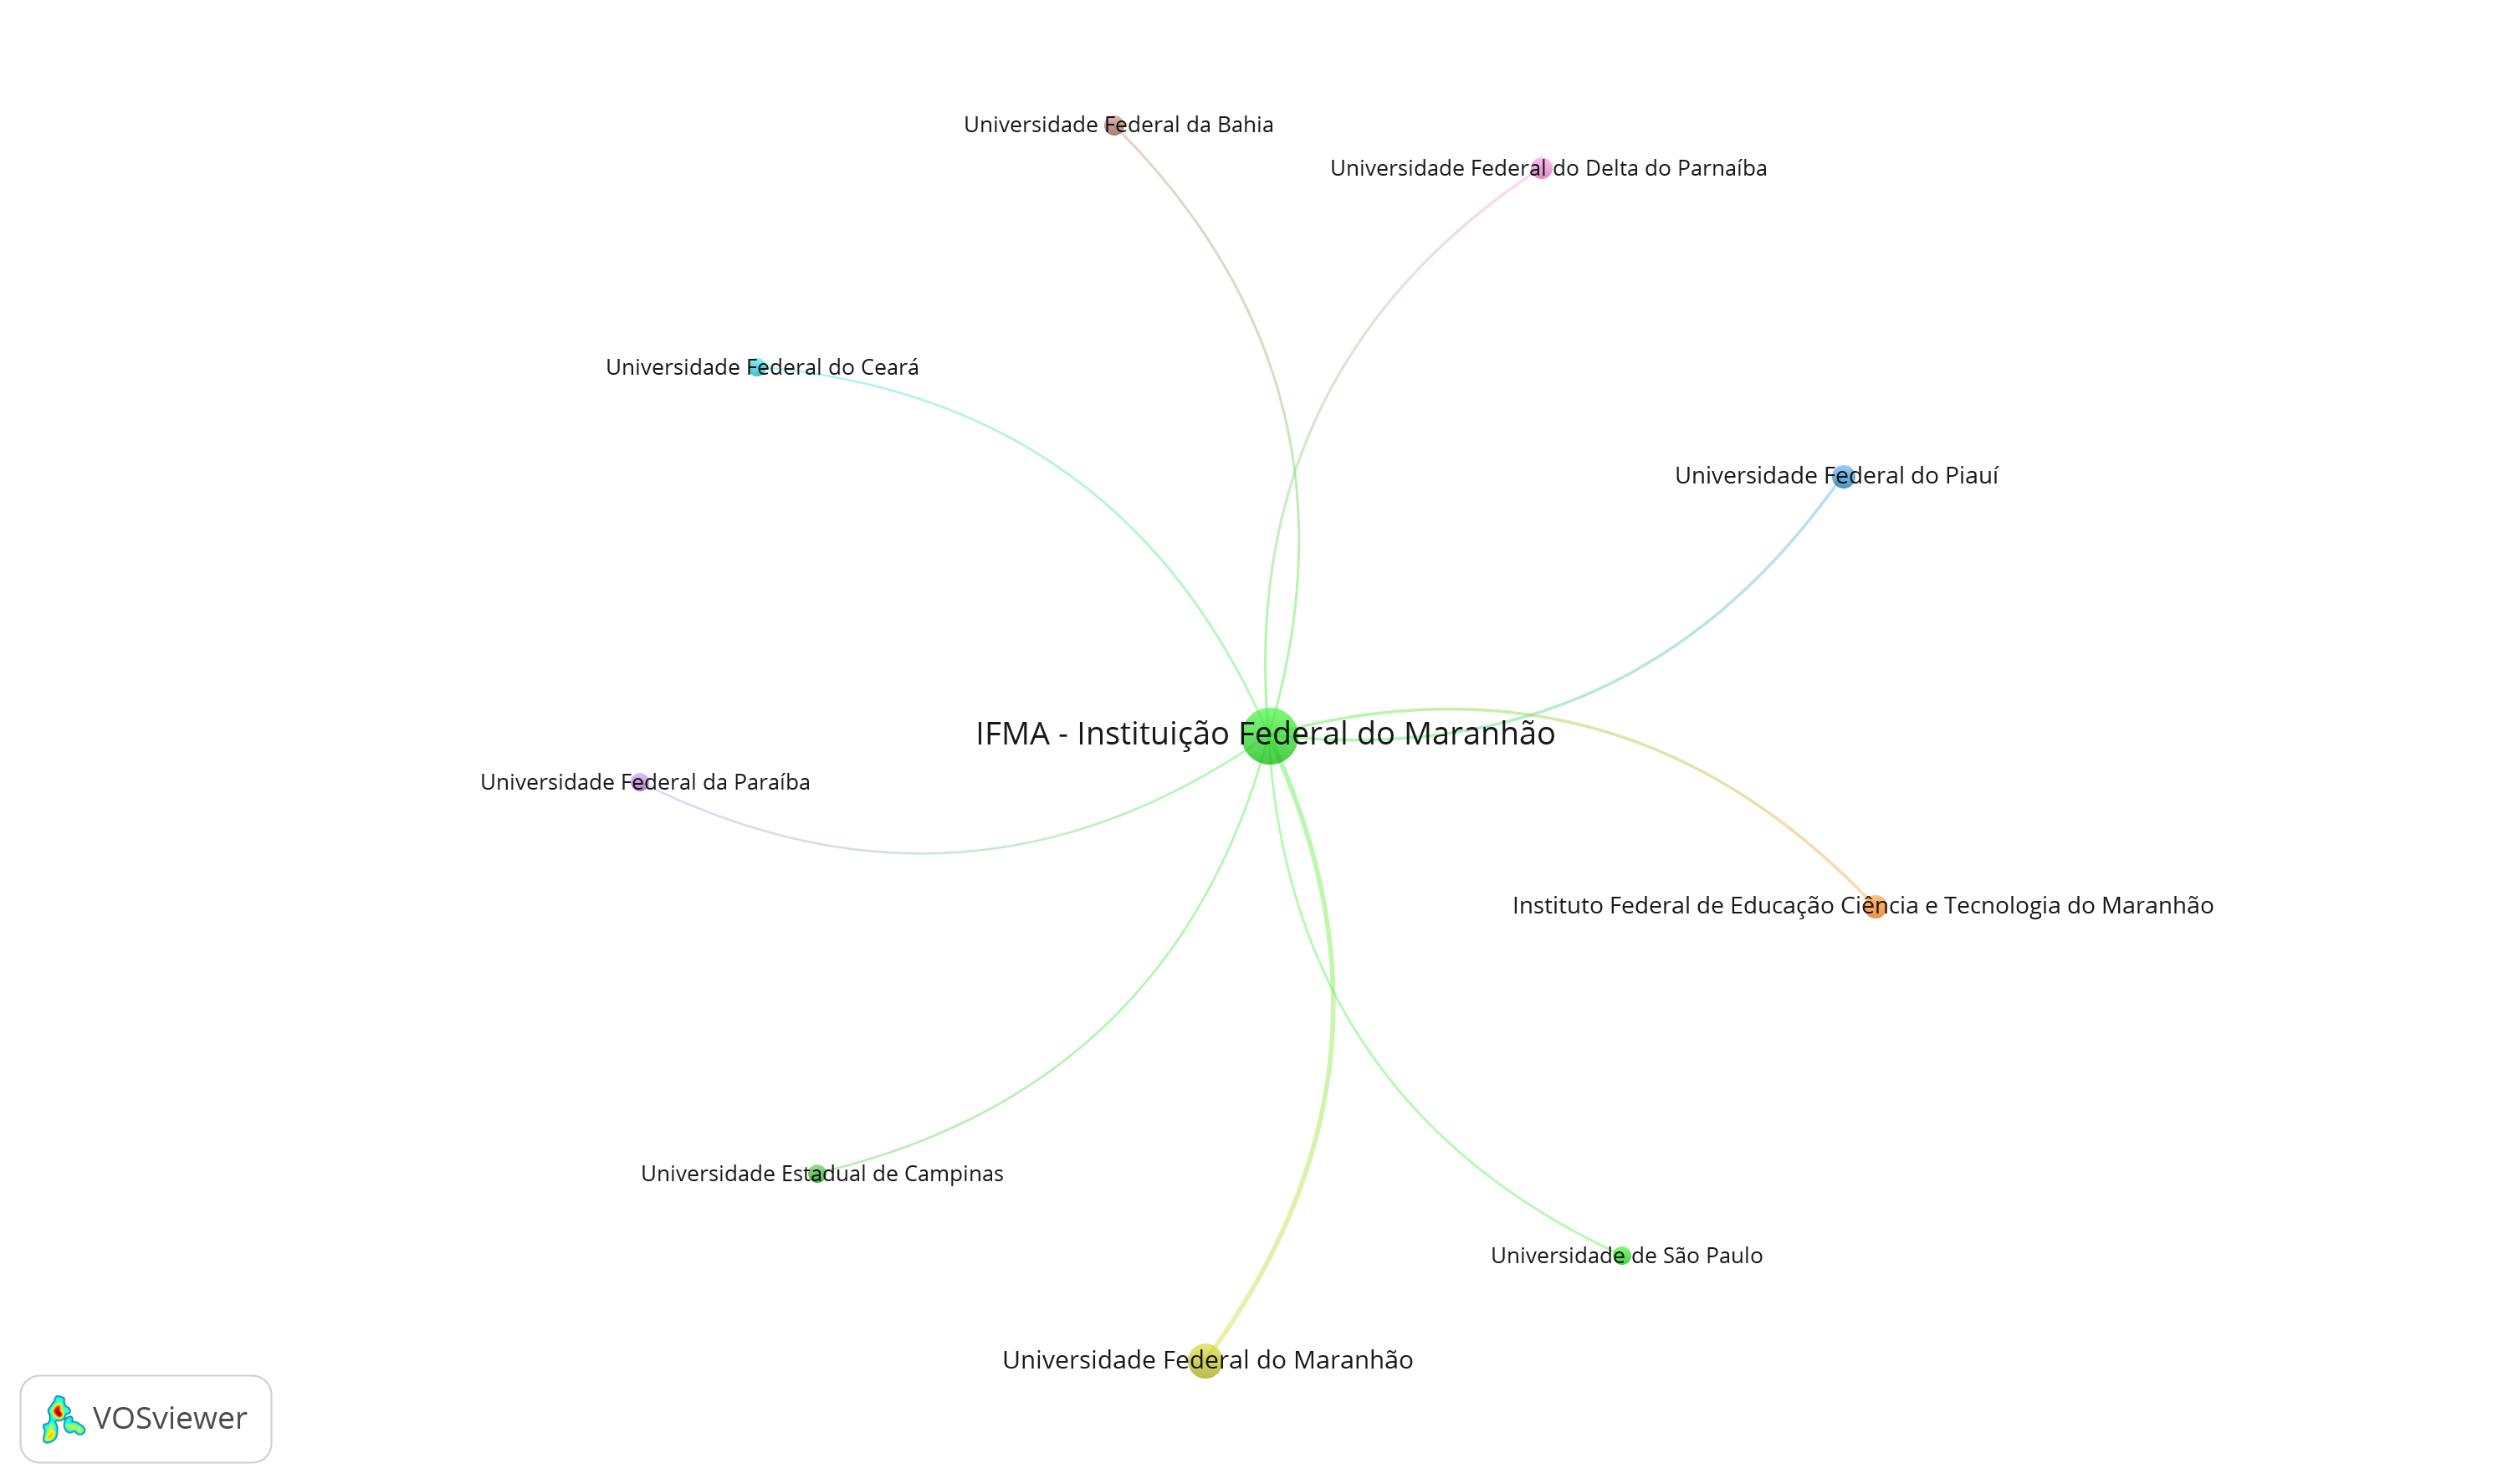 Universidade Federal da Bahia
Universidade Federal do Delta do Parnaíba
Universidade Federal do Ceará
Universidade Federal do Piauí
IFMA - Instituição Federal do Maranhão
Universidade Federal da Paraíba
Instituto Federal de Educação Ciência e Tecnologia do Maranhão
Universidade Estadual de Campinas
Universidade de São Paulo
Universidade Federal do Maranhão
VOSviewer